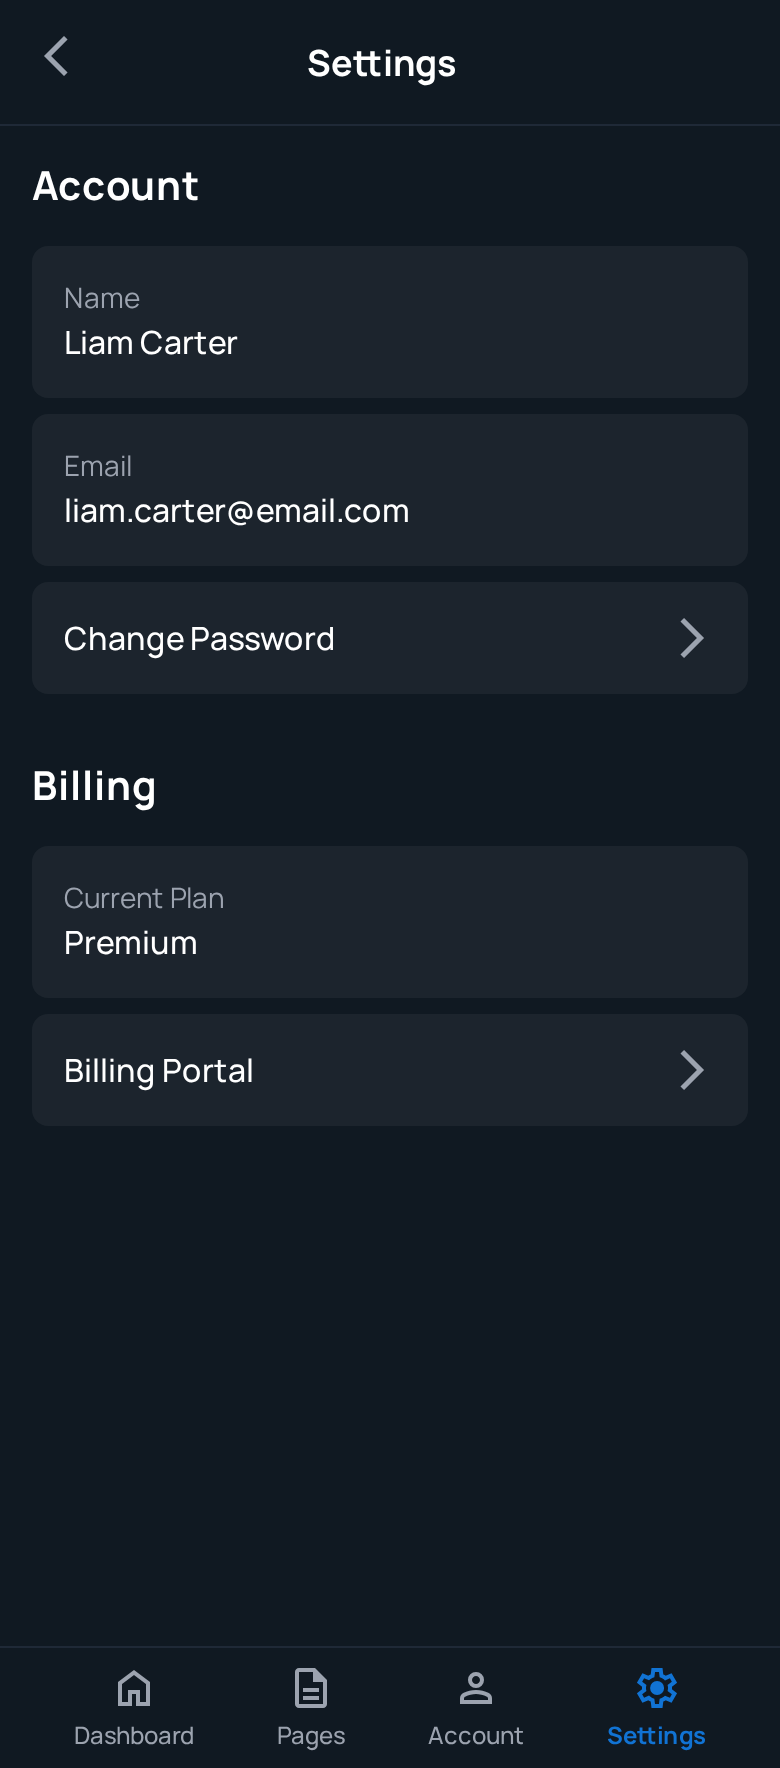 Settings
Account
Name
Liam Carter
Email
liam.carter@email.com
Change Password
Billing
Current Plan
Premium
Billing Portal
Dashboard
Pages
Account
Settings